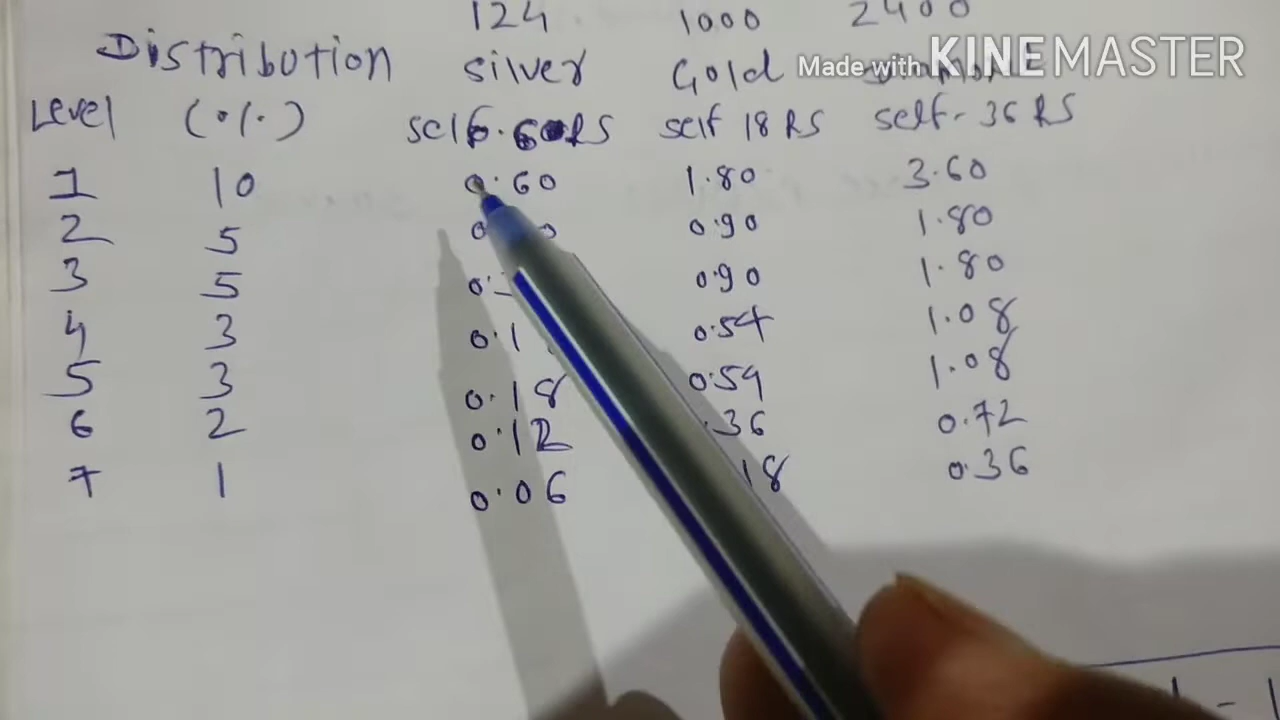 124 1000 2400
Distribution silver Gold
Made with KINEMASTER
Level (%) self. 6 RS self 18 RS self - 36 RS
1 10 0.60 1.80 3.60
2 5 0.90 1.80
3 5 0.90 1.80
4 3 0.54 1.08
5 3 0.18 0.54 1.08
6 2 0.12 .36 0.72
7 1 0.06 18 0.36